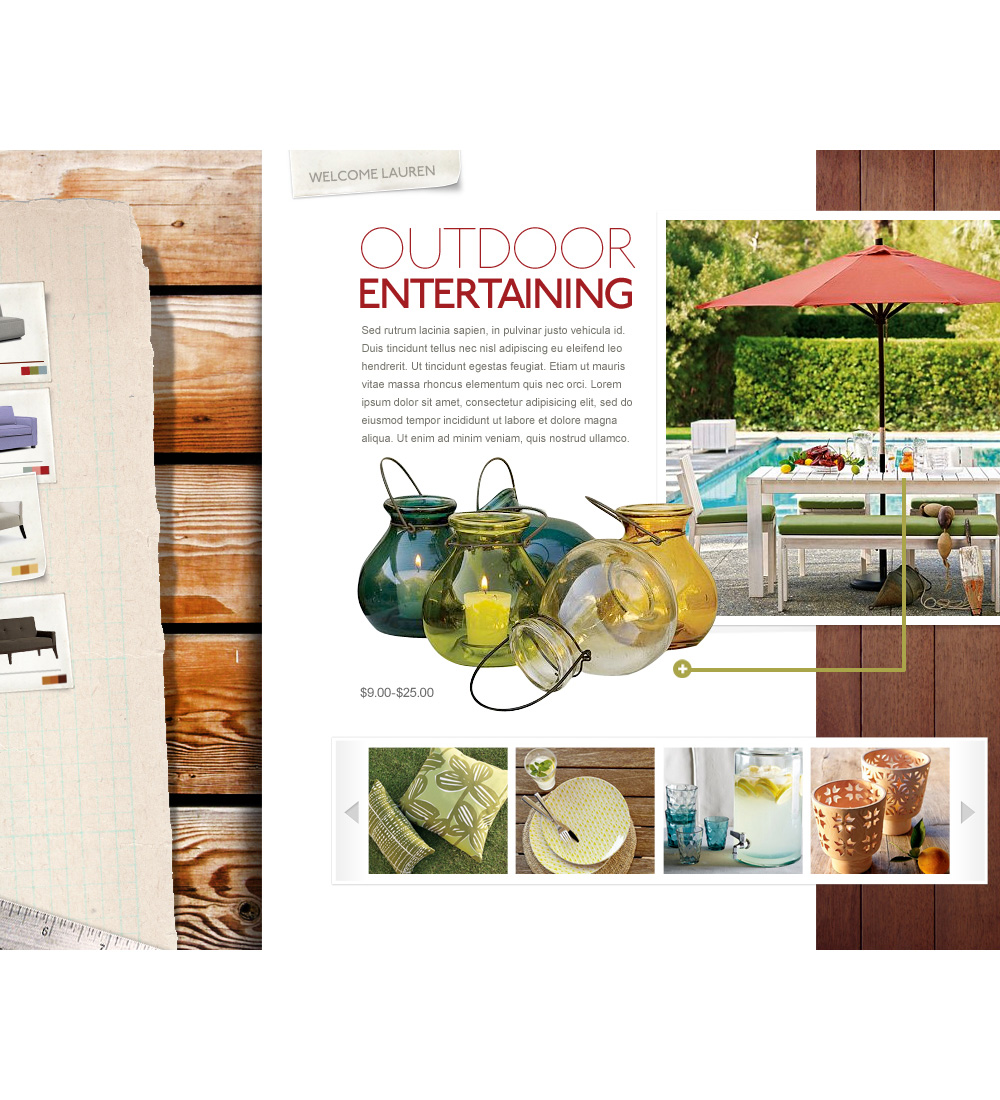 WELCOME LAUREN
OUTDOOR
ENTERTAINING
Sed rutrum lacinia sapien, in pulvinar justo vehicula id.
Duis tincidunt tellus nec nisl adipiscing eu eleifend leo
hendrerit. Ut tincidunt egestas feugiat. Etiam ut mauris
vitae massa rhoncus elementum quis nec orci. Lorem
ipsum dolor sit amet, consectetur adipisicing elit, sed do
eiusmod tempor incididunt ut labore et dolore magna
aliqua. Ut enim ad minim veniam, quis nostrud ullamco.
$9.00-$25.00
6
7